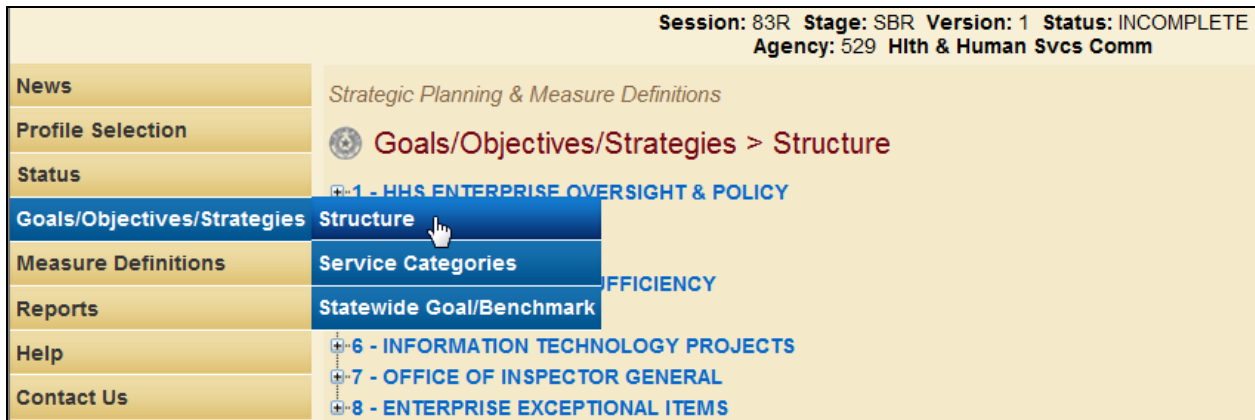 Session: 83R Stage: SBR Version: 1 Status: INCOMPLETE
Agency: 529 Hlth & Human Svcs Comm
News
Profile Selection
Status
Goals/Objectives/Strategies
Measure Definitions
Reports
Help
Contact Us
Structure
Service Categories
Statewide Goal/Benchmark
Strategic Planning & Measure Definitions
Goals/Objectives/Strategies > Structure
1 - HHS ENTERPRISE OVERSIGHT & POLICY
UFFICIENCY
6 - INFORMATION TECHNOLOGY PROJECTS
7 - OFFICE OF INSPECTOR GENERAL
8 - ENTERPRISE EXCEPTIONAL ITEMS